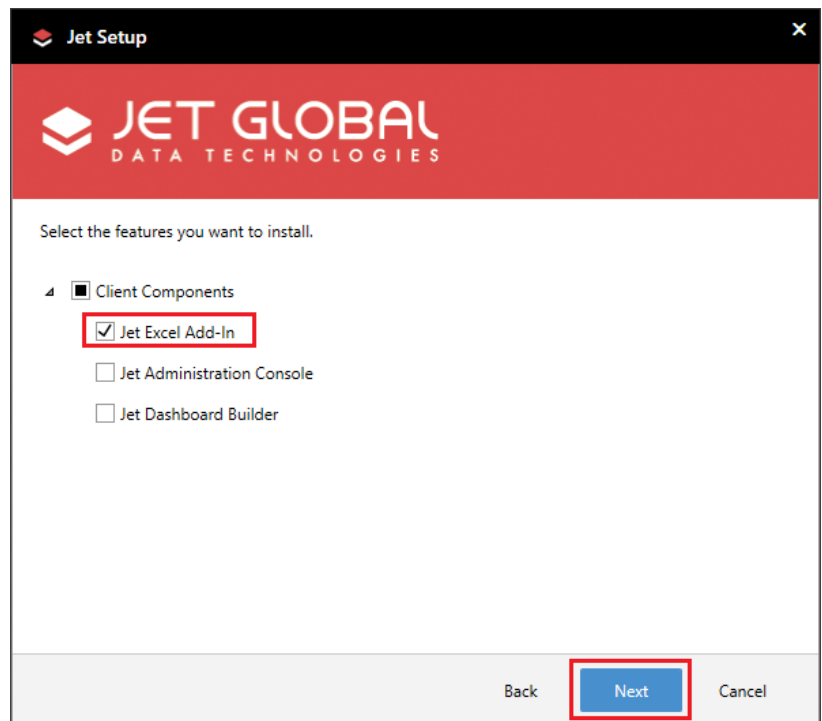 Jet Setup
JET GLOBAL
DATA TECHNOLOGIES
Select the features you want to install.
Client Components
Jet Excel Add-In
Jet Administration Console
Jet Dashboard Builder
Back Next Cancel